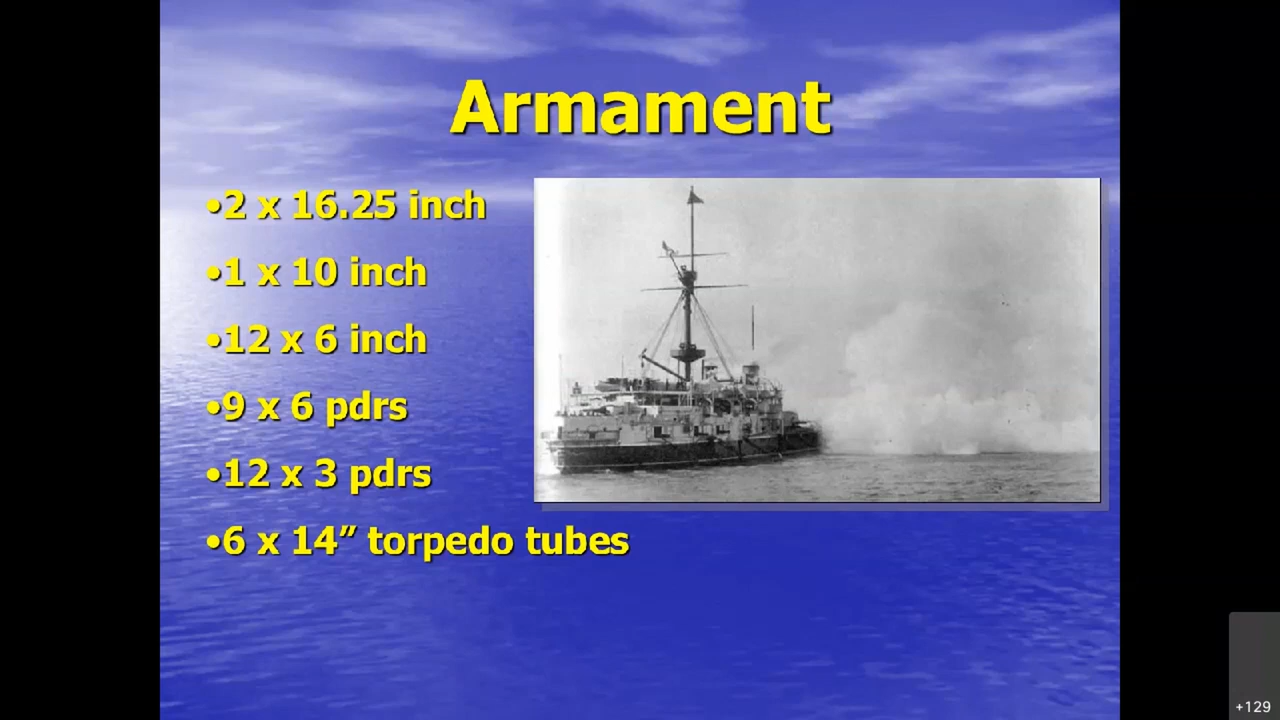 Armament
•2 x 16.25 inch
•1 x 10 inch
•12 x 6 inch
•9 x 6 pdrs
•12 x 3 pdrs
•6 x 14” torpedo tubes
+129